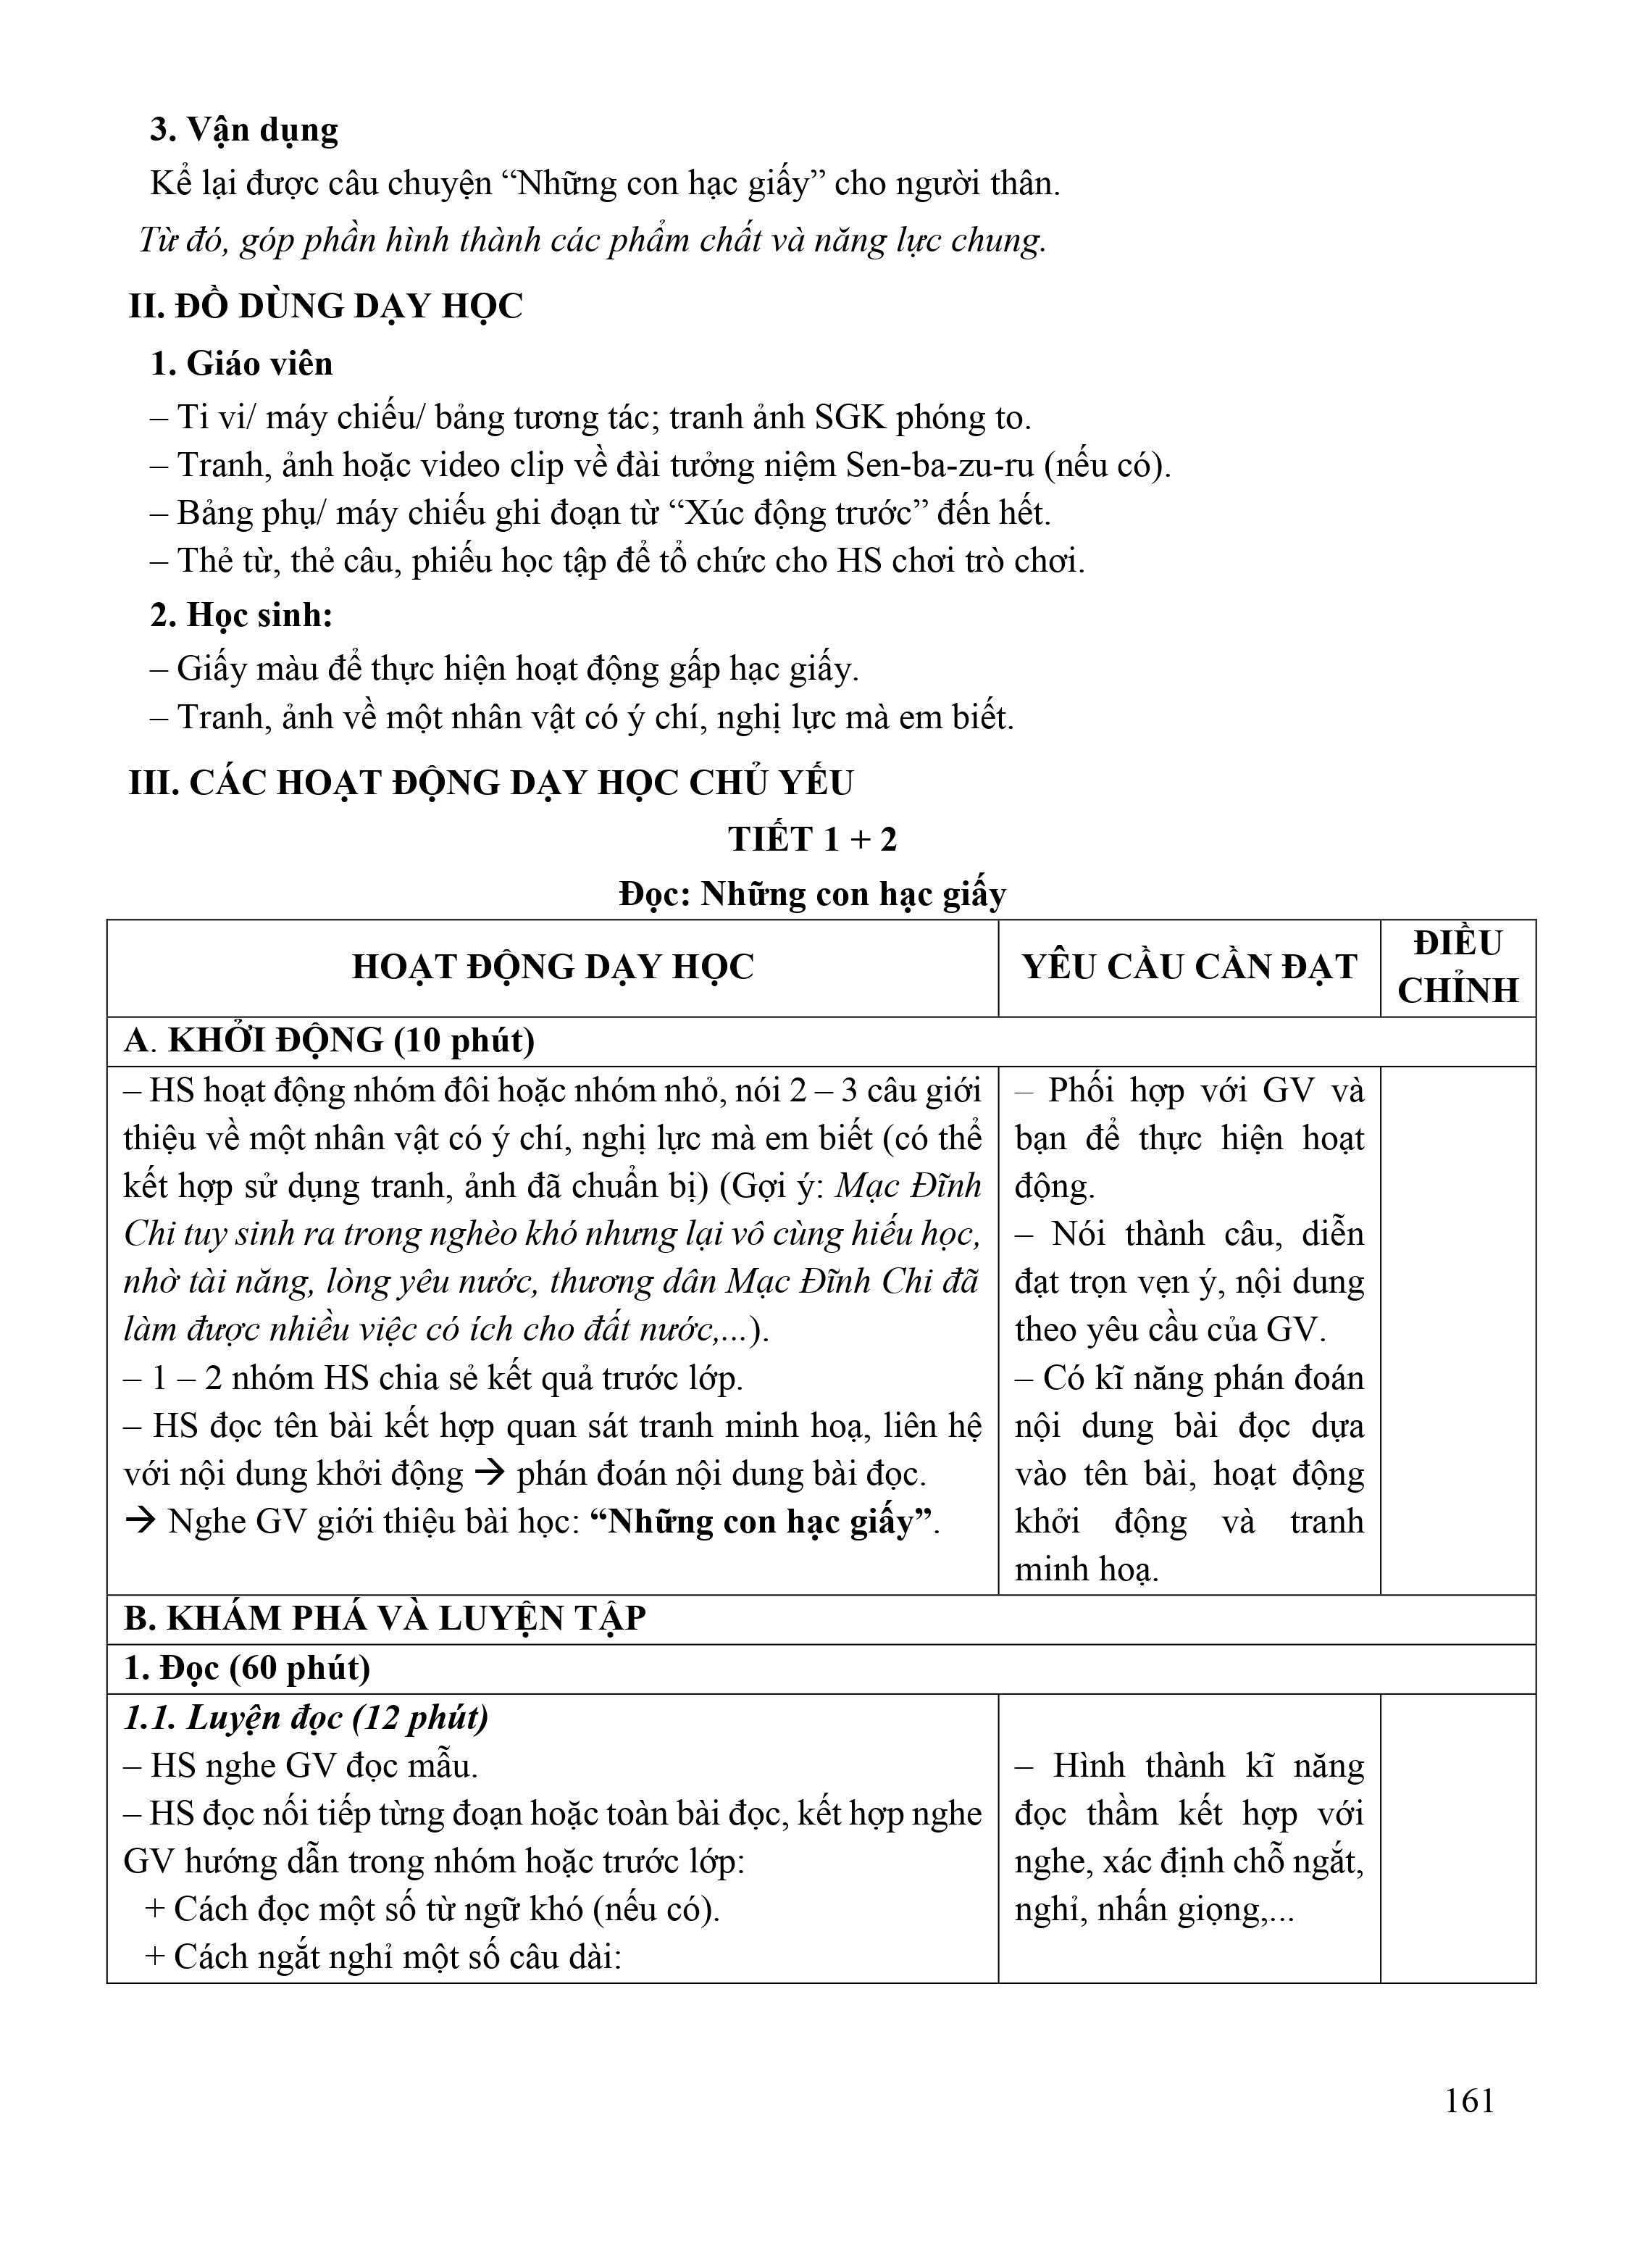 3. Vận dụng
Kể lại được câu chuyện “Những con hạc giấy” cho người thân.
Từ đó, góp phần hình thành các phẩm chất và năng lực chung.
II. ĐỒ DÙNG DẠY HỌC
1. Giáo viên
– Ti vi/ máy chiếu/ bảng tương tác; tranh ảnh SGK phóng to.
– Tranh, ảnh hoặc video clip về đài tưởng niệm Sen-ba-zu-ru (nếu có).
– Bảng phụ/ máy chiếu ghi đoạn từ “Xúc động trước” đến hết.
– Thẻ từ, thẻ câu, phiếu học tập để tổ chức cho HS chơi trò chơi.
2. Học sinh:
– Giấy màu để thực hiện hoạt động gấp hạc giấy.
– Tranh, ảnh về một nhân vật có ý chí, nghị lực mà em biết.
III. CÁC HOẠT ĐỘNG DẠY HỌC CHỦ YẾU
TIẾT 1 + 2
Đọc: Những con hạc giấy
HOẠT ĐỘNG DẠY HỌC
YÊU CẦU CẦN ĐẠT
ĐIỀU
CHỈNH
A. KHỞI ĐỘNG (10 phút)
– HS hoạt động nhóm đôi hoặc nhóm nhỏ, nói 2 – 3 câu giới
thiệu về một nhân vật có ý chí, nghị lực mà em biết (có thể
kết hợp sử dụng tranh, ảnh đã chuẩn bị) (Gợi ý: Mạc Đĩnh
Chi tuy sinh ra trong nghèo khó nhưng lại vô cùng hiếu học,
nhờ tài năng, lòng yêu nước, thương dân Mạc Đĩnh Chi đã
làm được nhiều việc có ích cho đất nước,...).
– 1 – 2 nhóm HS chia sẻ kết quả trước lớp.
– HS đọc tên bài kết hợp quan sát tranh minh hoạ, liên hệ
với nội dung khởi động → phán đoán nội dung bài đọc.
→ Nghe GV giới thiệu bài học: “Những con hạc giấy”.
– Phối hợp với GV và
bạn để thực hiện hoạt
động.
– Nói thành câu, diễn
đạt trọn vẹn ý, nội dung
theo yêu cầu của GV.
– Có kĩ năng phán đoán
nội dung bài đọc dựa
vào tên bài, hoạt động
khởi động và tranh
minh hoạ.
B. KHÁM PHÁ VÀ LUYỆN TẬP
1. Đọc (60 phút)
1.1. Luyện đọc (12 phút)
– HS nghe GV đọc mẫu.
– HS đọc nối tiếp từng đoạn hoặc toàn bài đọc, kết hợp nghe
GV hướng dẫn trong nhóm hoặc trước lớp:
+ Cách đọc một số từ ngữ khó (nếu có).
+ Cách ngắt nghỉ một số câu dài:
– Hình thành kĩ năng
đọc thầm kết hợp với
nghe, xác định chỗ ngắt,
nghỉ, nhấn giọng,...
161